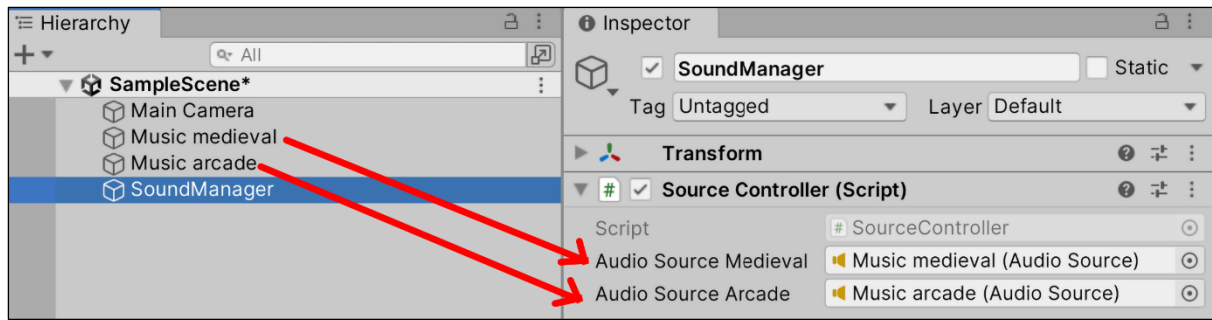 Hierarchy
All
SampleScene*
Main Camera
Music medieval
Music arcade
SoundManager
Inspector
SoundManager
Static
Tag Untagged Layer Default
Transform
# Source Controller (Script)
Script # SourceController
Audio Source Medieval Music medieval (Audio Source)
Audio Source Arcade Music arcade (Audio Source)